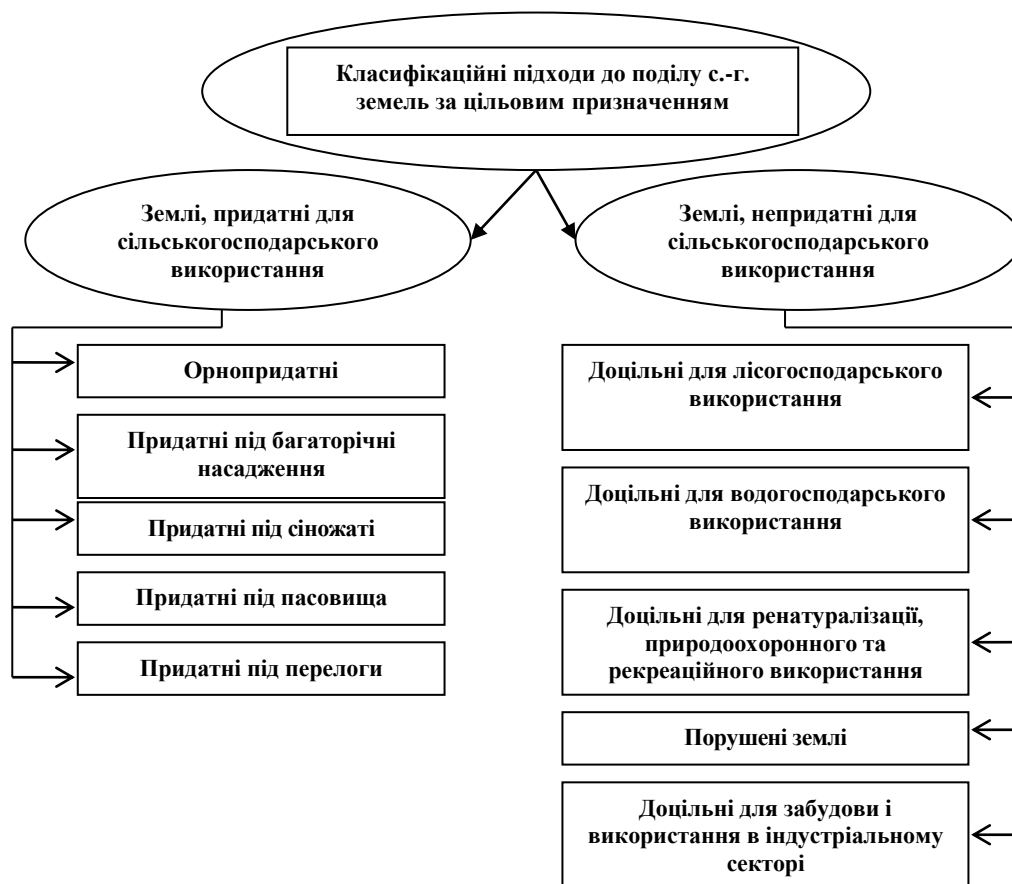 Класифікаційні підходи до поділу с.-г.
земель за цільовим призначенням
Землі, придатні для
сільськогосподарського
використання
Землі, непридатні для
сільськогосподарського
використання
Орнопридатні
Придатні під багаторічні
насадження
Придатні під сіножаті
Придатні під пасовища
Придатні під перелоги
Доцільні для лісогосподарського
використання
Доцільні для водогосподарського
використання
Доцільні для ренатуралізації,
природоохоронного та
рекреаційного використання
Порушені землі
Доцільні для забудови і
використання в індустріальному
секторі